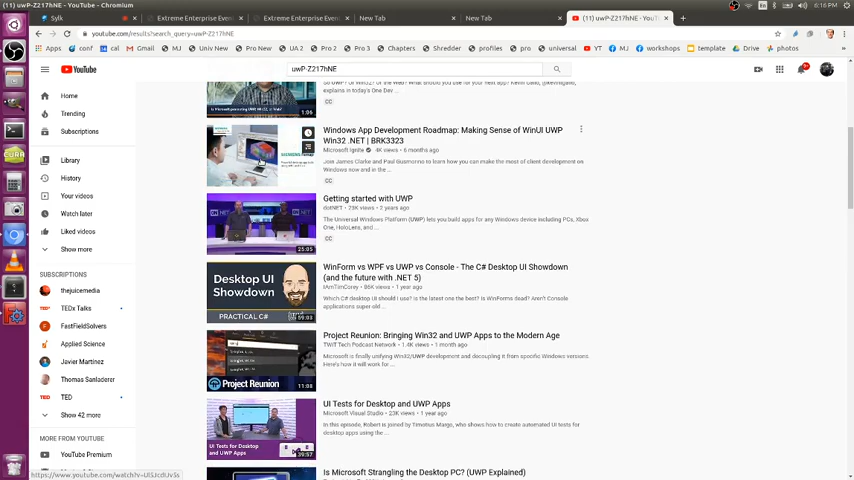 (11) uwP-Z217hNE - YouTube - Chromium
En
6:16 PM
Sylk
Extreme Enterprise Even
Extreme Enterprise Even
New Tab
New Tab
(11) uwP-Z217hNE - YouT
youtube.com/results?search_query=uwP-Z217hNE
Apps
conf
cal
Gmail
MJ
Univ New
Pro New
UA 2
Pro 2
Pro 3
Chapters
Shredder
profiles
pro
universal
YT
MJ
workshops
template
Drive
photos
YouTube
uwP-Z217hNE
9+
Home
Trending
Subscriptions
Library
History
Your videos
Watch later
Liked videos
Show more
SUBSCRIPTIONS
thejuicemedia
TEDx Talks
FastFieldSolvers
Applied Science
Javier Martínez
Thomas Sanladerer
TED
Show 42 more
MORE FROM YOUTUBE
YouTube Premium
explains in today's One Dev ...
CC
1:06
Windows App Development Roadmap: Making Sense of WinUI UWP
Win32 .NET | BRK3323
Microsoft Ignite
4K views • 6 months ago
Join James Clarke and Paul Gusmorino to learn how you can make the most of client development on
Windows now and in the ...
CC
Getting started with UWP
dotNET • 23K views • 2 years ago
The Universal Windows Platform (UWP) lets you build apps for any Windows device including PCs, Xbox
One, HoloLens, and ...
CC
25:05
Desktop UI
Showdown
PRACTICAL C#
59:03
WinForm vs WPF vs UWP vs Console - The C# Desktop UI Showdown
(and the future with .NET 5)
IAmTimCorey • 86K views • 1 year ago
Which C# desktop UI should I use? Is the latest one the best? Is WinForms dead? Aren't Console
applications super old ...
Project Reunion
11:08
Project Reunion: Bringing Win32 and UWP Apps to the Modern Age
TWiT Tech Podcast Network • 1.4K views • 1 month ago
Microsoft is finally unifying Win32/UWP development and decoupling it from specific Windows versions.
Here's how it will work for ...
UI Tests for Desktop
and UWP Apps
39:57
UI Tests for Desktop and UWP Apps
Microsoft Visual Studio • 23K views • 1 year ago
In this episode, Robert is joined by Timotius Margo, who shows how to create automated UI tests for
desktop apps using the ...
Is Microsoft Strangling the Desktop PC? (UWP Explained)